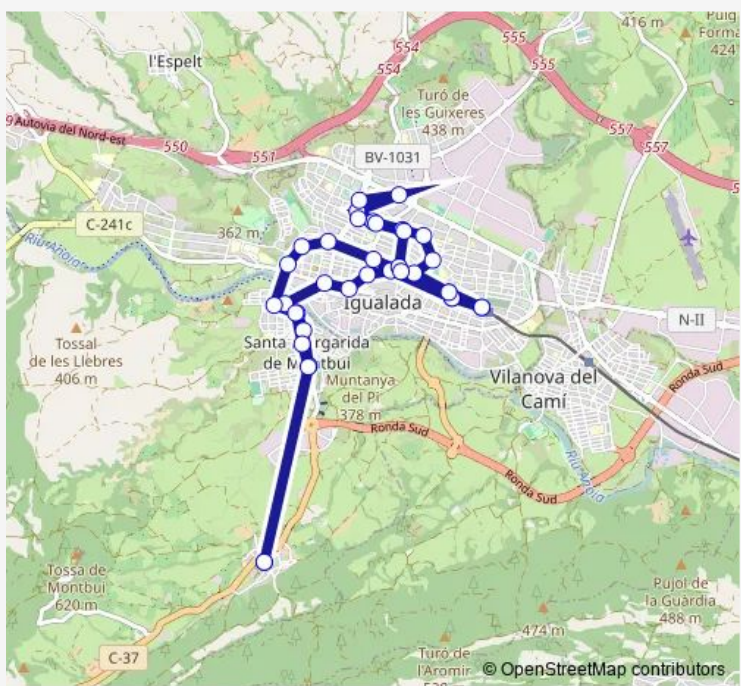 416 m
Puig
Forma
424
l'Espelt
554
554
555
555
Turó de
les Guixeres
438 m
557
557
552
9
Autovia del Nord-est
550
551
BV-1031
C-241c
362 m
Riu Anoia
Igualada
N-II
Tossal
de les Llebres
406 m
Santa Margarida
de Montbui
Vilanova del
Camí
Ronda Sud
Muntanya
del Pi
378 m
Ronda Sud
Ronda Sud
Riu Anoia
Tossa de
Montbui
620 m
Pujol de
la Guàrdia
488 m
474 m
C-37
Turó de
l'Aromir
© OpenStreetMap contributors